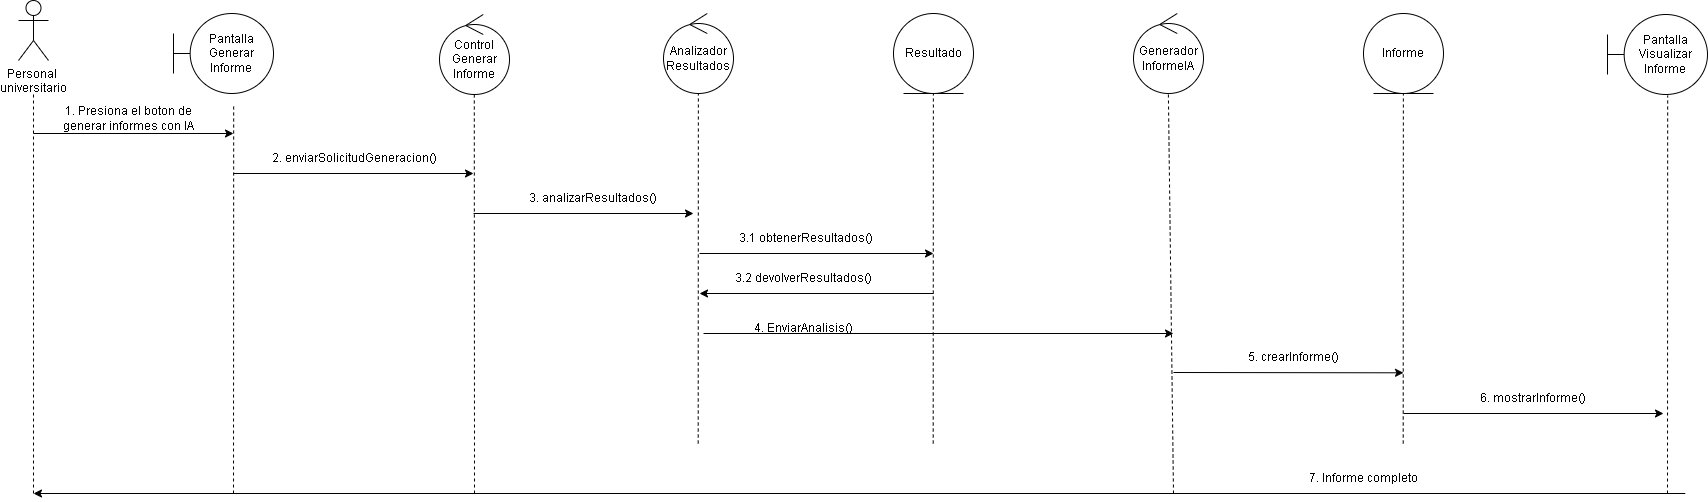 Personal
universitario
Pantalla
Generar
Informe
Control
Generar
Informe
Analizador
Resultados
Resultado
Generador
InformeIA
Informe
Pantalla
Visualizar
Informe
1. Presiona el boton de
generar informes con IA
2. enviarSolicitudGeneracion()
3. analizarResultados()
3.1 obtenerResultados()
3.2 devolverResultados()
4. EnviarAnalisis()
5. crearInforme()
6. mostrarInforme()
7. Informe completo